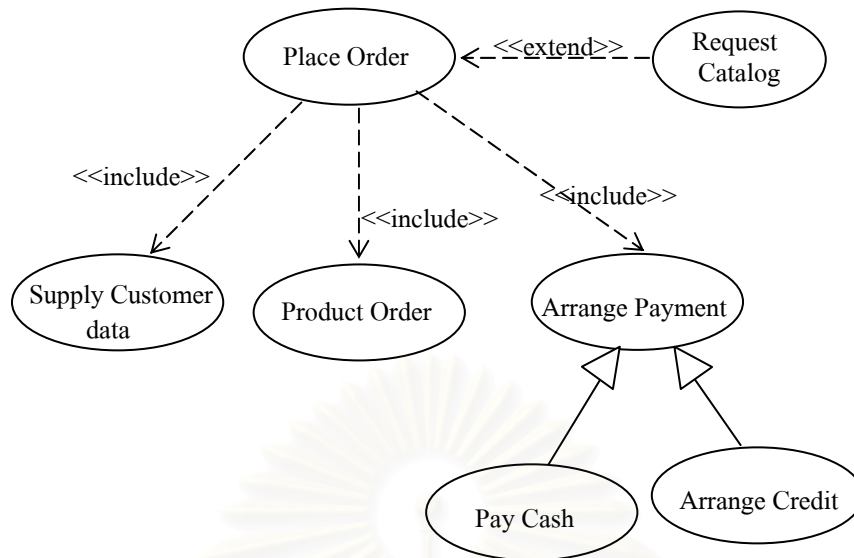 Place Order
<<extend>>
Request
Catalog
<<include>>
<<include>>
<<include>>
Supply Customer
data
Product Order
Arrange Payment
Pay Cash
Arrange Credit